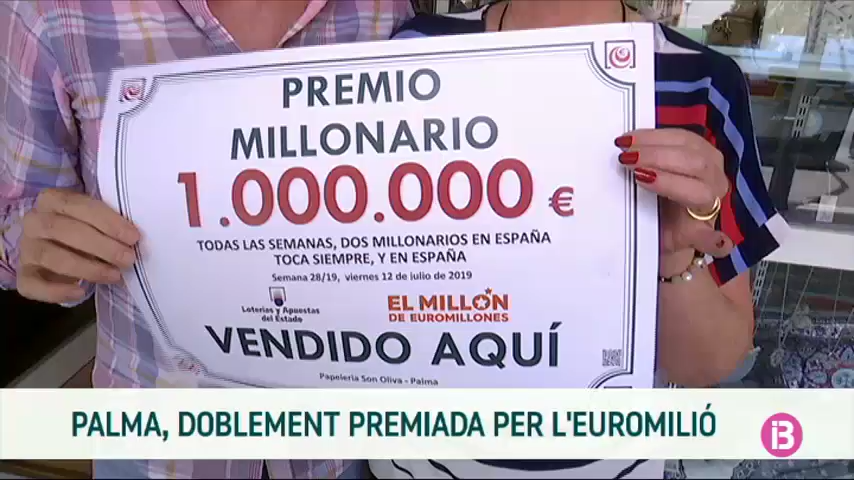 PREMIO
MILLONARIO
1.000.000 €
TODAS LAS SEMANAS, DOS MILLONARIOS EN ESPAÑA
TOCA SIEMPRE, Y EN ESPAÑA
Semana 28/19, viernes 12 de julio de 2019
Loterías y Apuestas
del Estado
EL MILLÓN
DE EUROMILLONES
VENDIDO AQUÍ
Papelería Son Oliva - Palma
PALMA, DOBLEMENT PREMIADA PER L'EUROMILIÓ